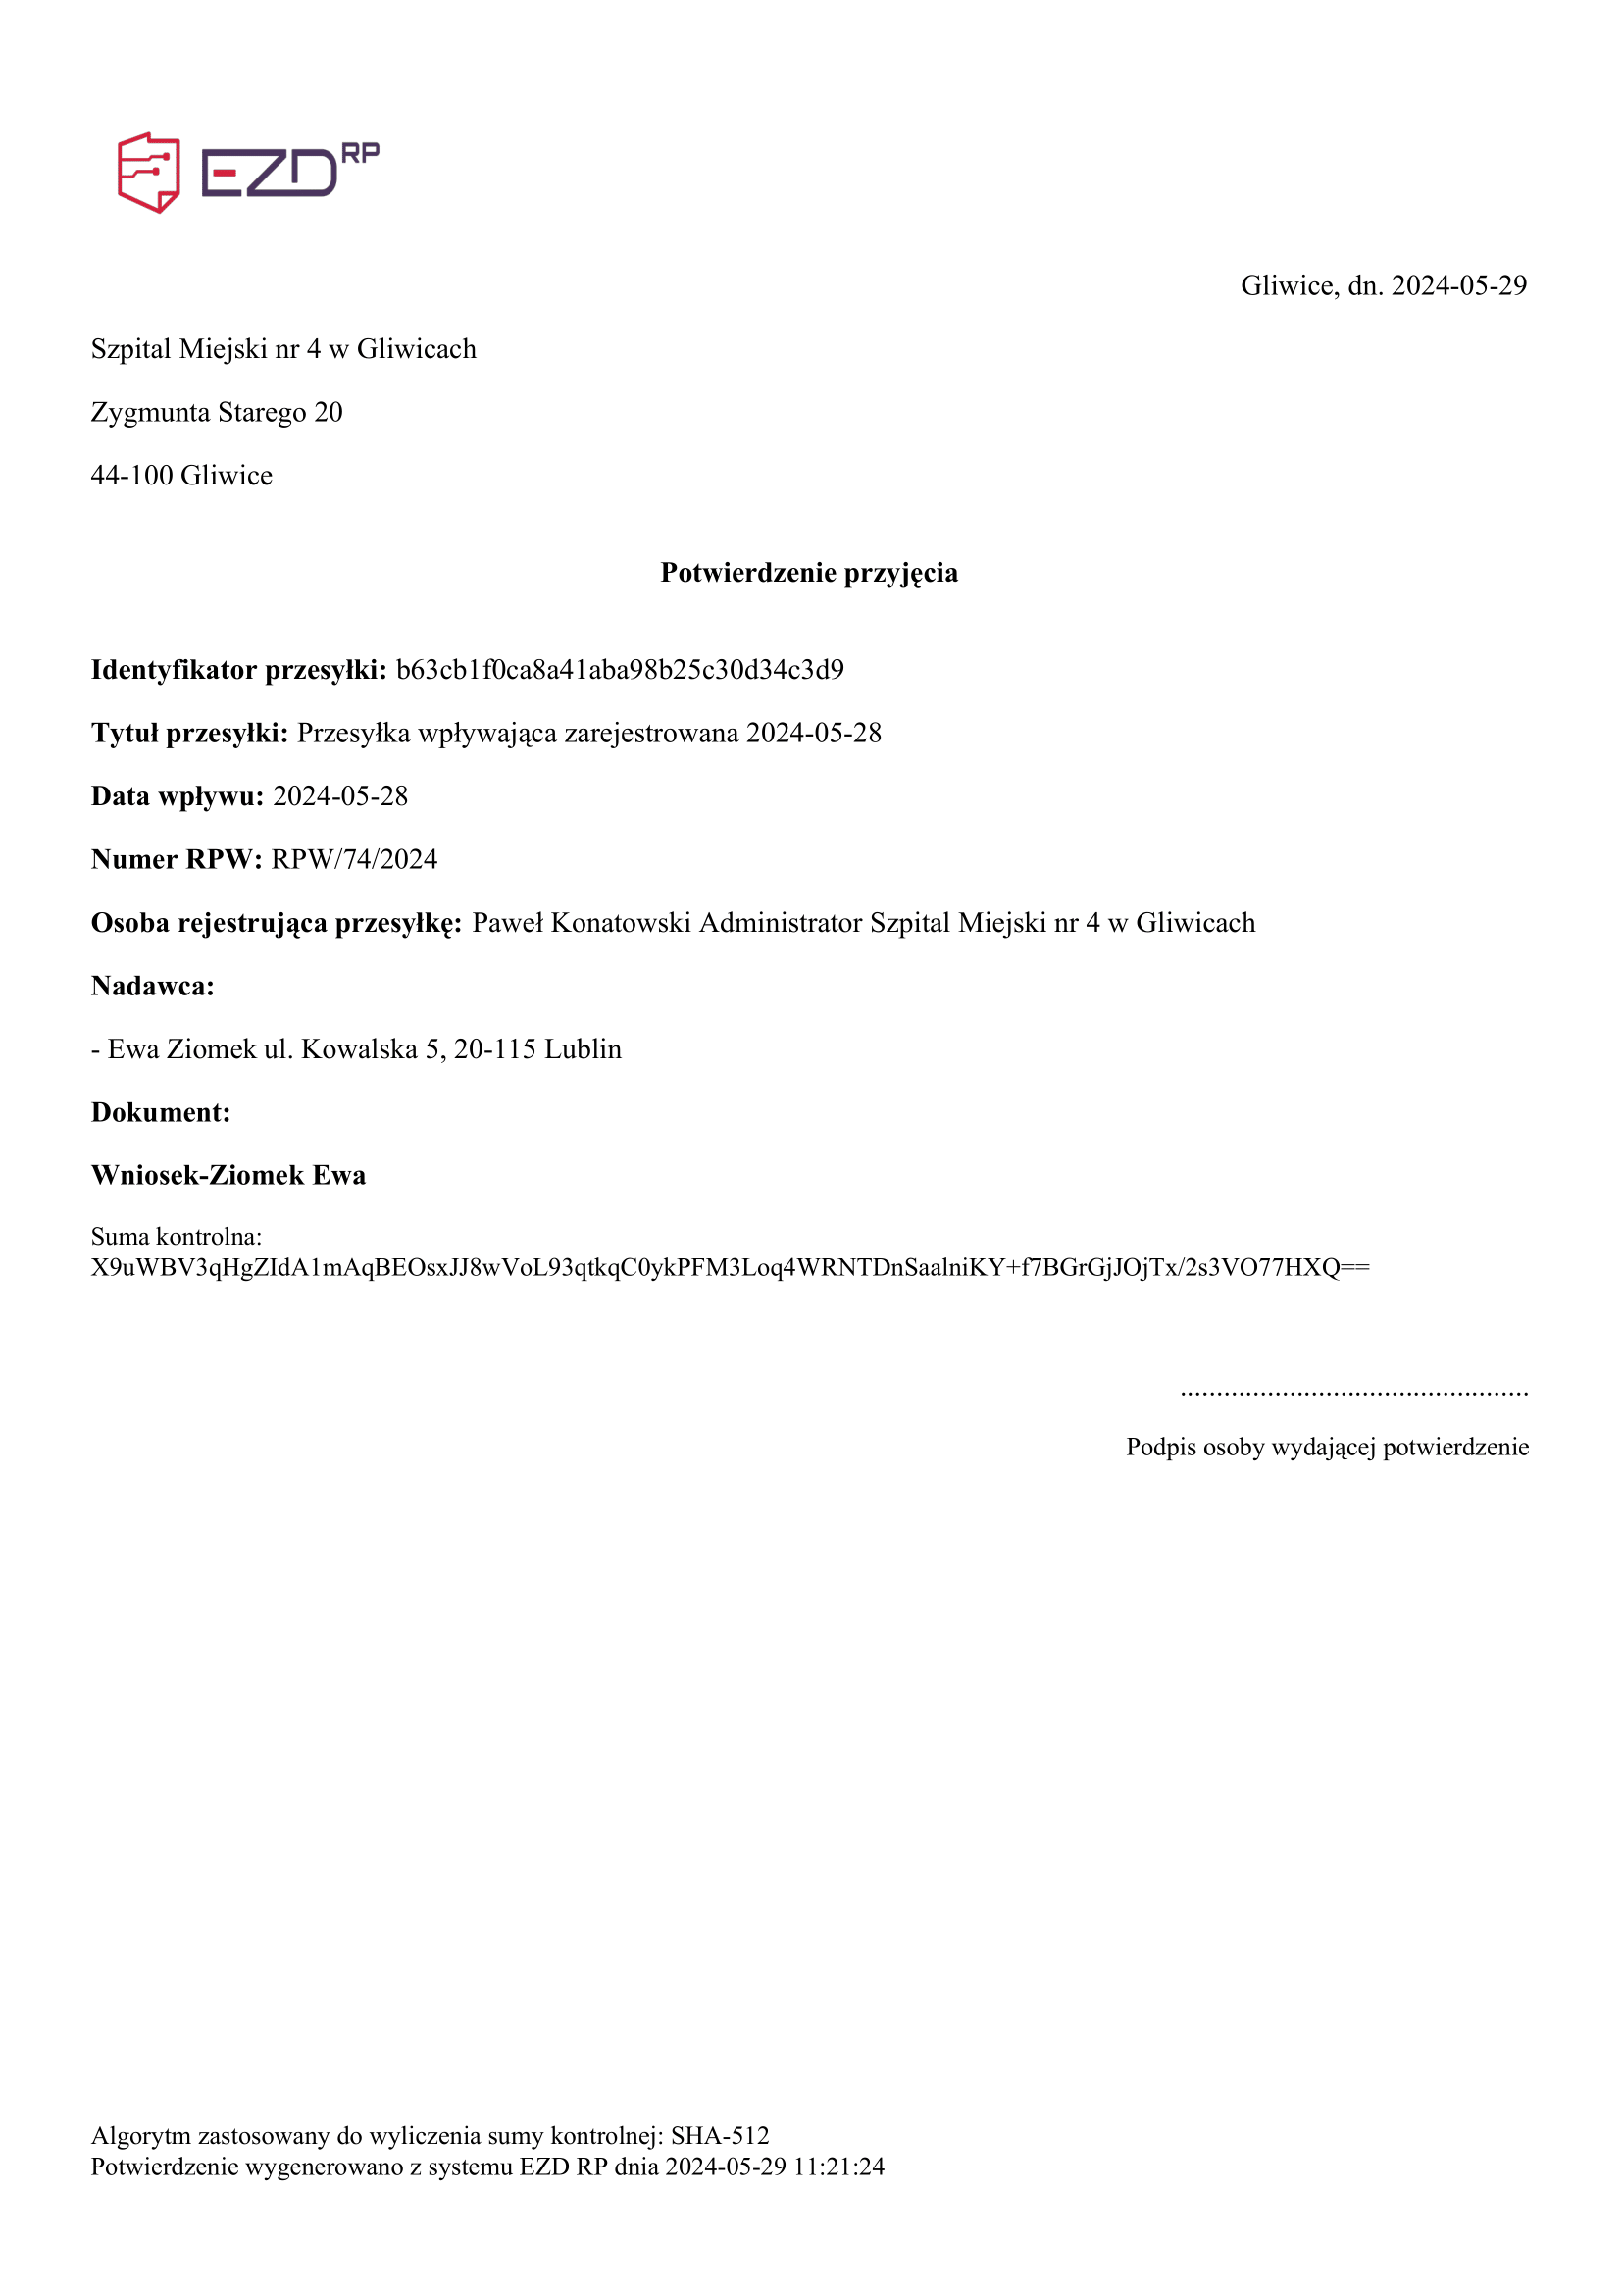 EZD RP
Gliwice, dn. 2024-05-29
Szpital Miejski nr 4 w Gliwicach
Zygmunta Starego 20
44-100 Gliwice
Potwierdzenie przyjęcia
Identyfikator przesyłki: b63cb1f0ca8a41aba98b25c30d34c3d9
Tytuł przesyłki: Przesyłka wpływająca zarejestrowana 2024-05-28
Data wpływu: 2024-05-28
Numer RPW: RPW/74/2024
Osoba rejestrująca przesyłkę: Paweł Konatowski Administrator Szpital Miejski nr 4 w Gliwicach
Nadawca:
- Ewa Ziomek ul. Kowalska 5, 20-115 Lublin
Dokument:
Wniosek-Ziomek Ewa
Suma kontrolna:
X9uWBV3qHgZIdA1mAqBEOsxJJ8wVoL93qtkqC0ykPFM3Loq4WRNTDnSaalniKY+f7BGrGjJOjTx/2s3VO77HXQ==
................................................
Podpis osoby wydającej potwierdzenie
Algorytm zastosowany do wyliczenia sumy kontrolnej: SHA-512
Potwierdzenie wygenerowano z systemu EZD RP dnia 2024-05-29 11:21:24